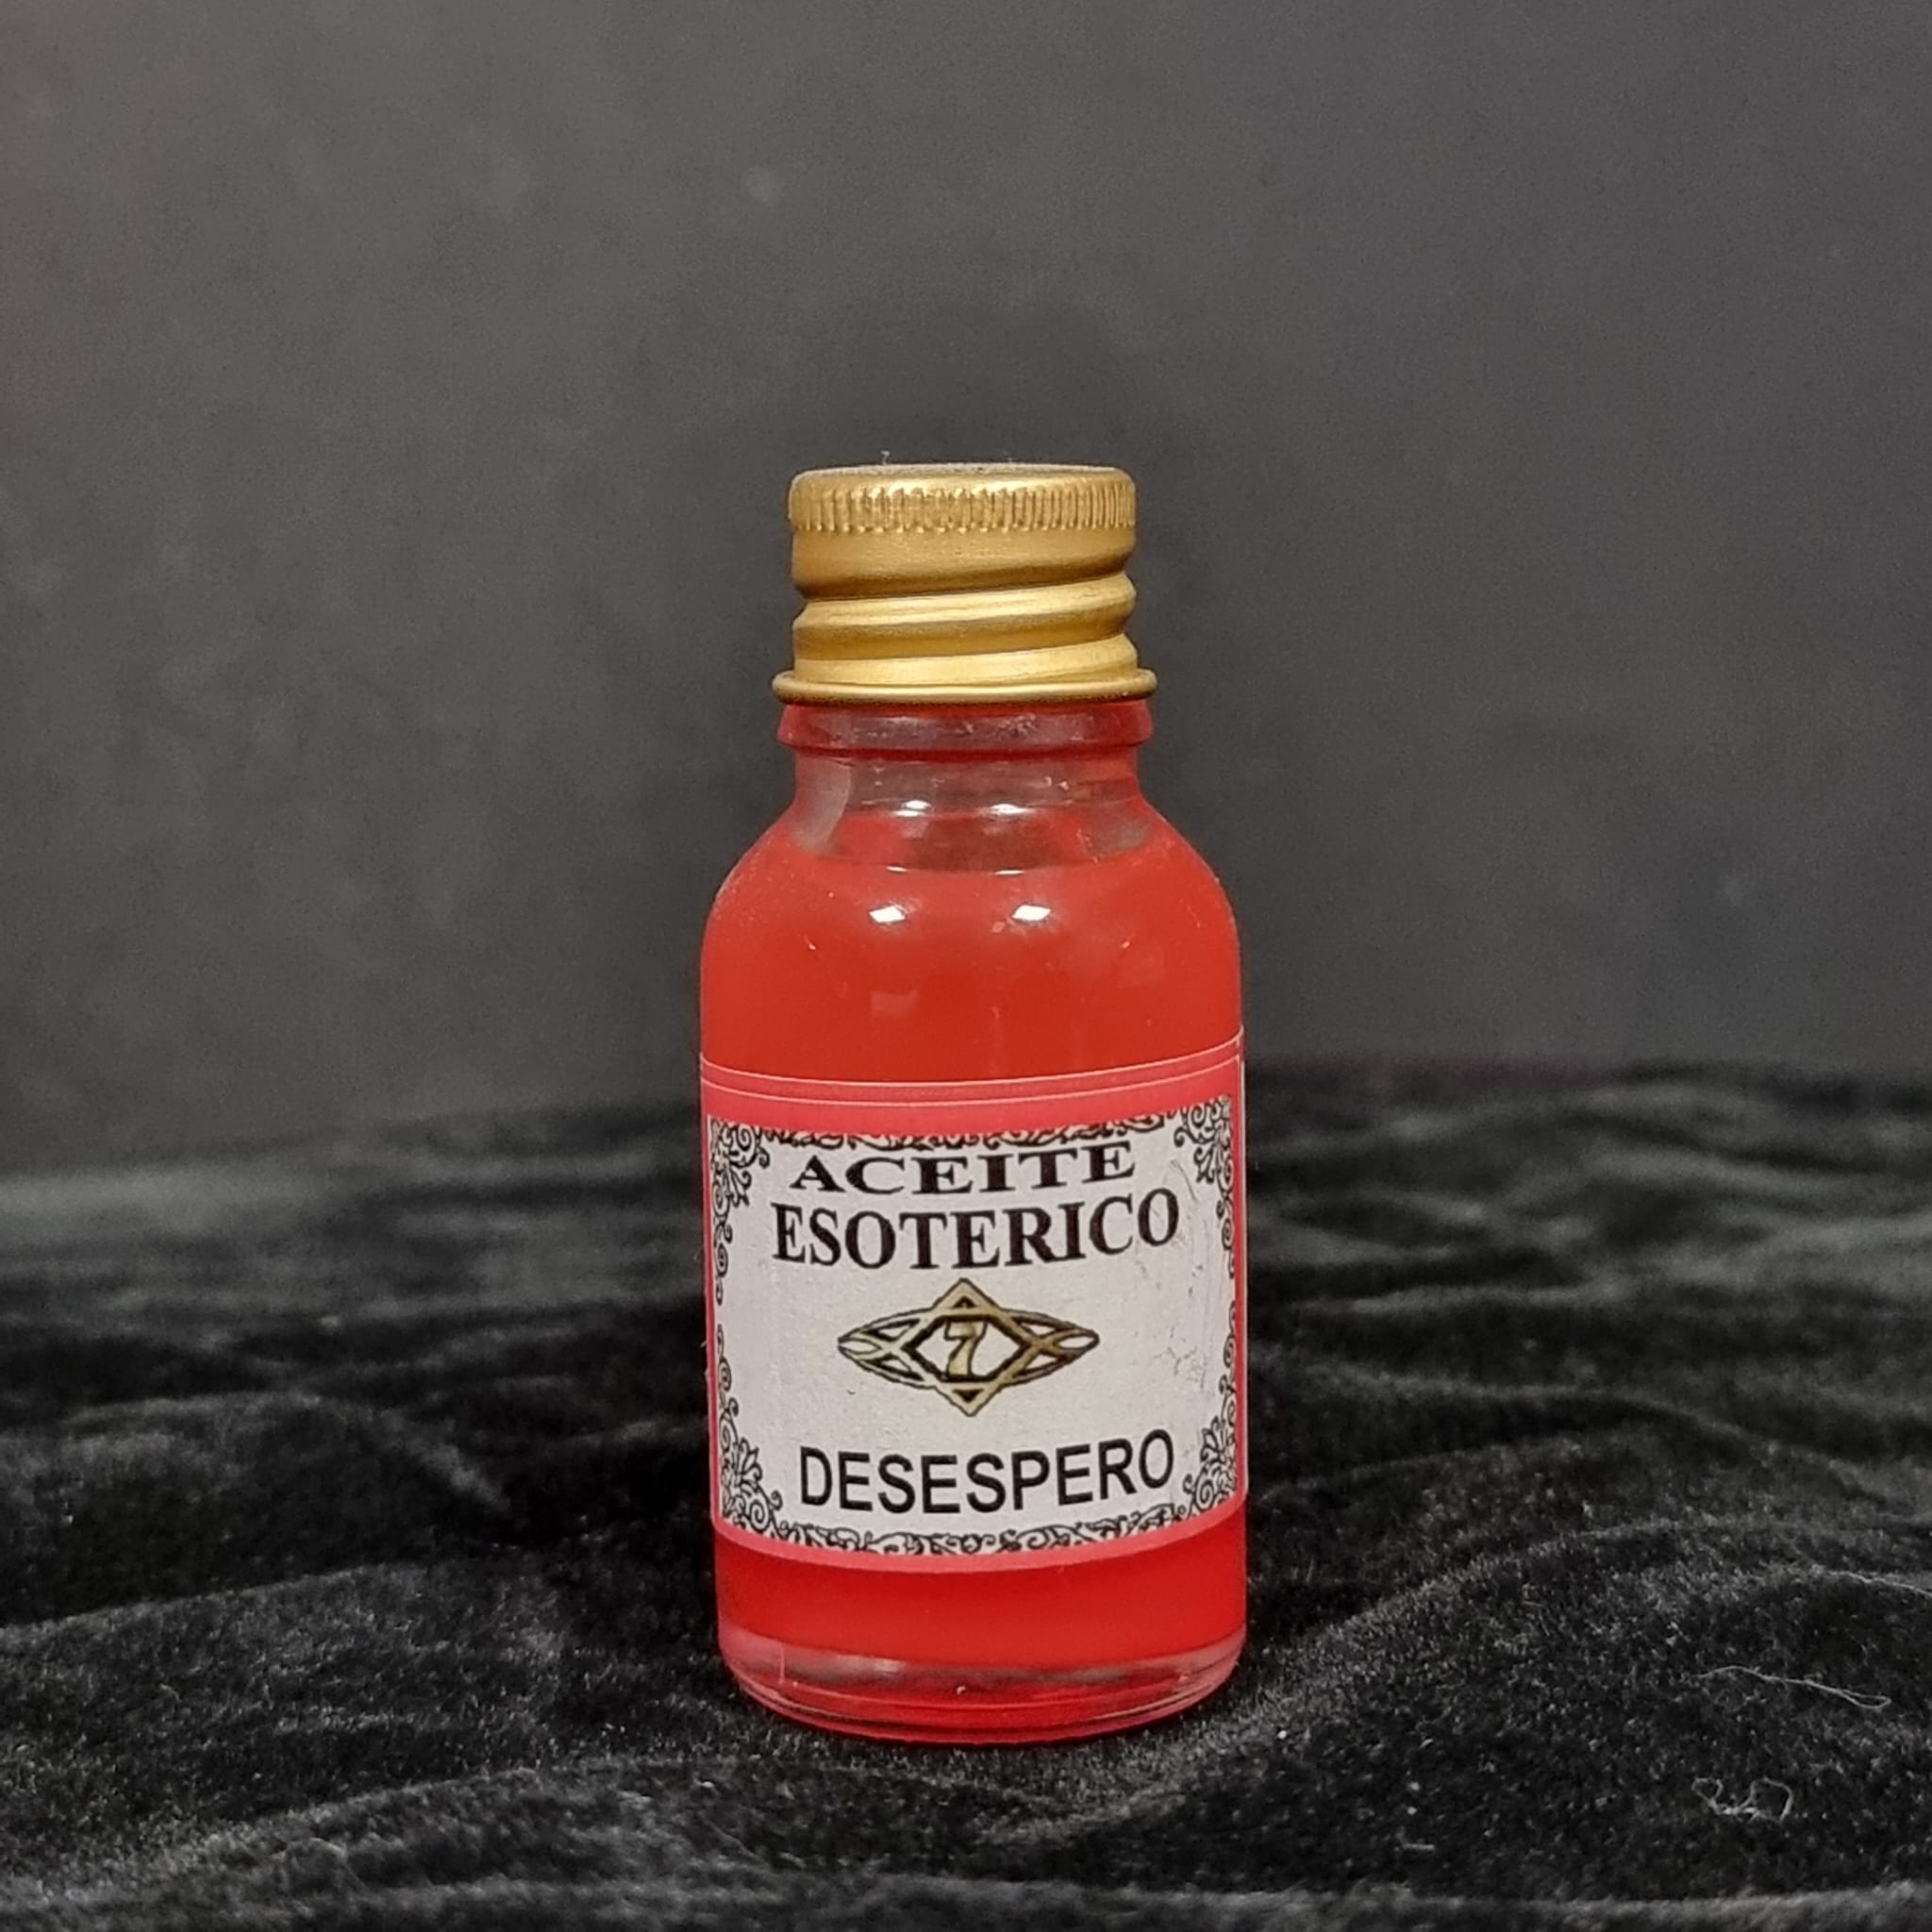 ACEITE
ESOTERICO
7
DESESPERO